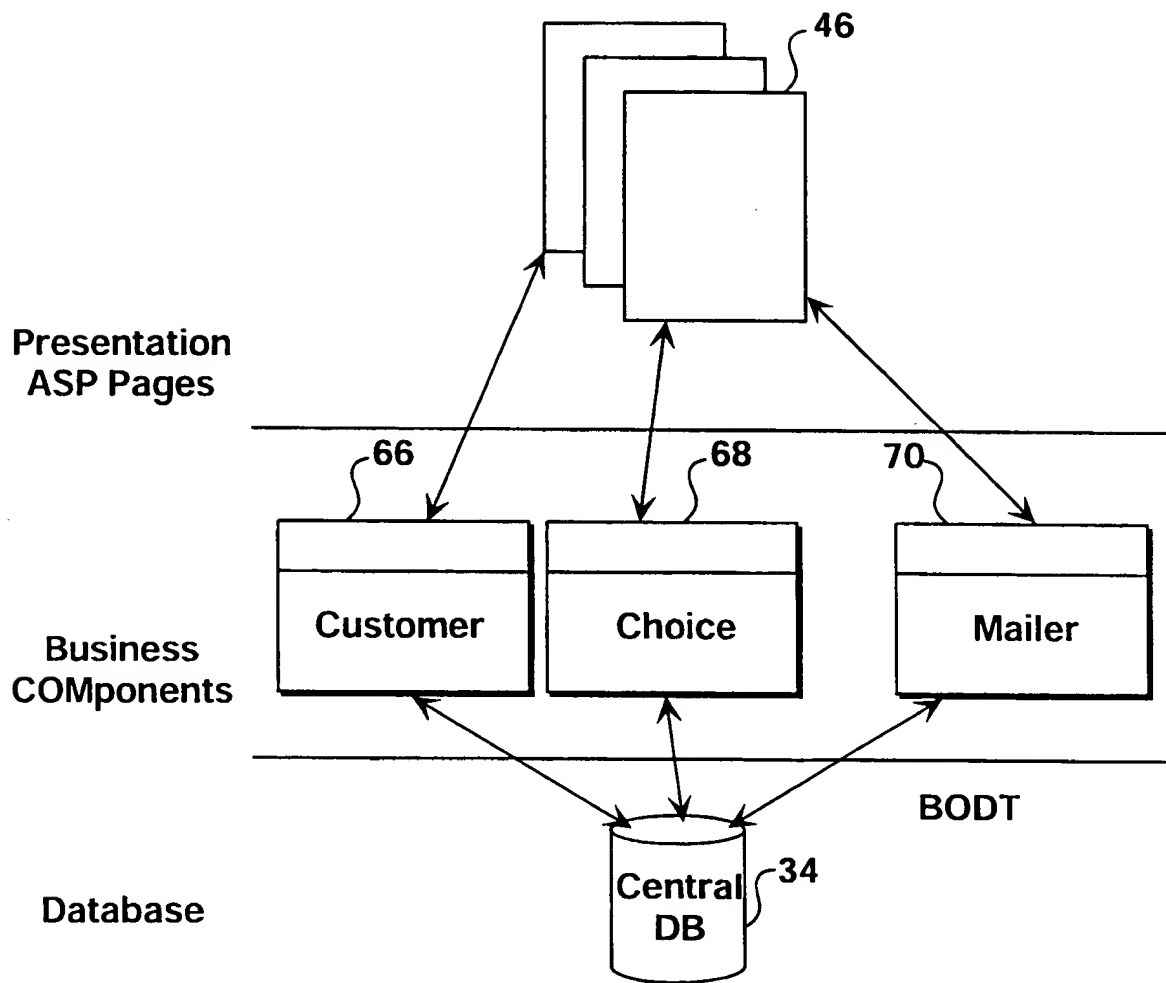 46
Presentation
ASP Pages
66
68
70
Customer
Choice
Mailer
Business
COMponents
BODT
Central
DB
34
Database